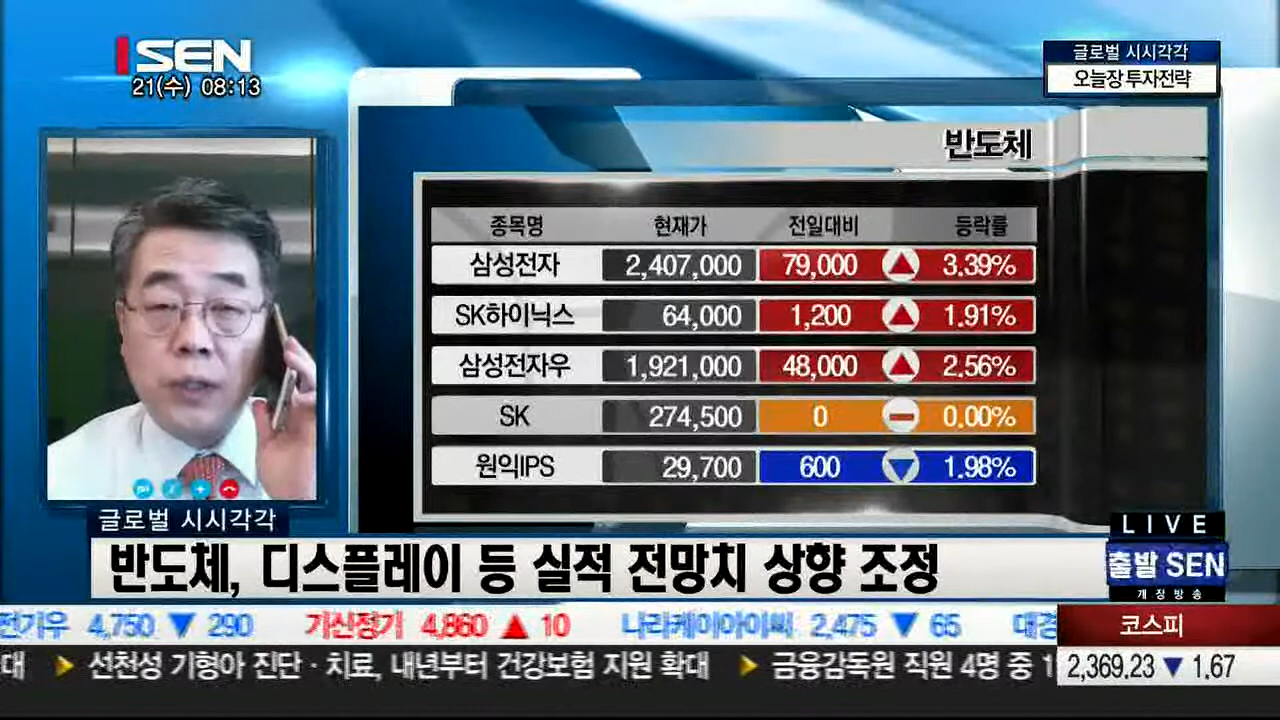 SEN
21(수) 08:13
글로벌 시시각각
오늘장 투자전략
반도체
종목명 현재가 전일대비 등락률
삼성전자 2,407,000 79,000 ▲ 3.39%
SK하이닉스 64,000 1,200 ▲ 1.91%
삼성전자우 1,921,000 48,000 ▲ 2.56%
SK 274,500 0 0.00%
원익IPS 29,700 600 ▼ 1.98%
글로벌 시시각각
LIVE
출발 SEN
개장방송
반도체, 디스플레이 등 실적 전망치 상향 조정
전기우 4,750 ▼ 290 가산정기 4,860 ▲ 10 나라케이아이씨 2,475 ▼ 65 대경
코스피
대 선천성 기형아 진단·치료, 내년부터 건강보험 지원 확대 금융감독원 직원 4명 중 1
2,369.23 ▼ 1.67